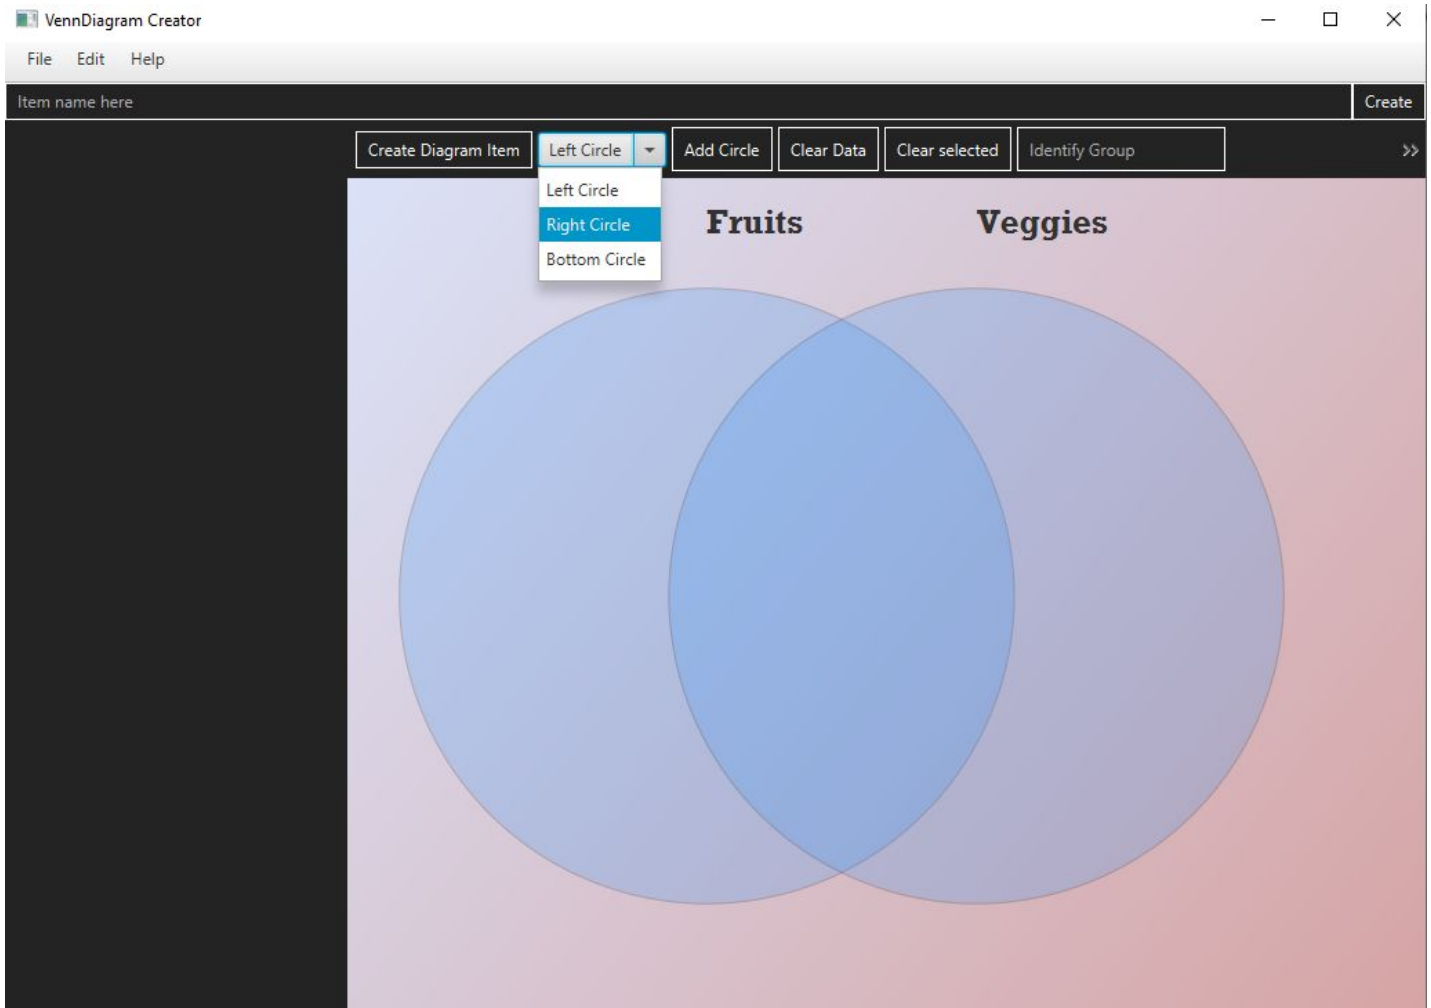 VennDiagram Creator
File Edit Help
Item name here Create
Create Diagram Item Left Circle Add Circle Clear Data Clear selected Identify Group >>
Left Circle
Right Circle
Bottom Circle
Fruits Veggies